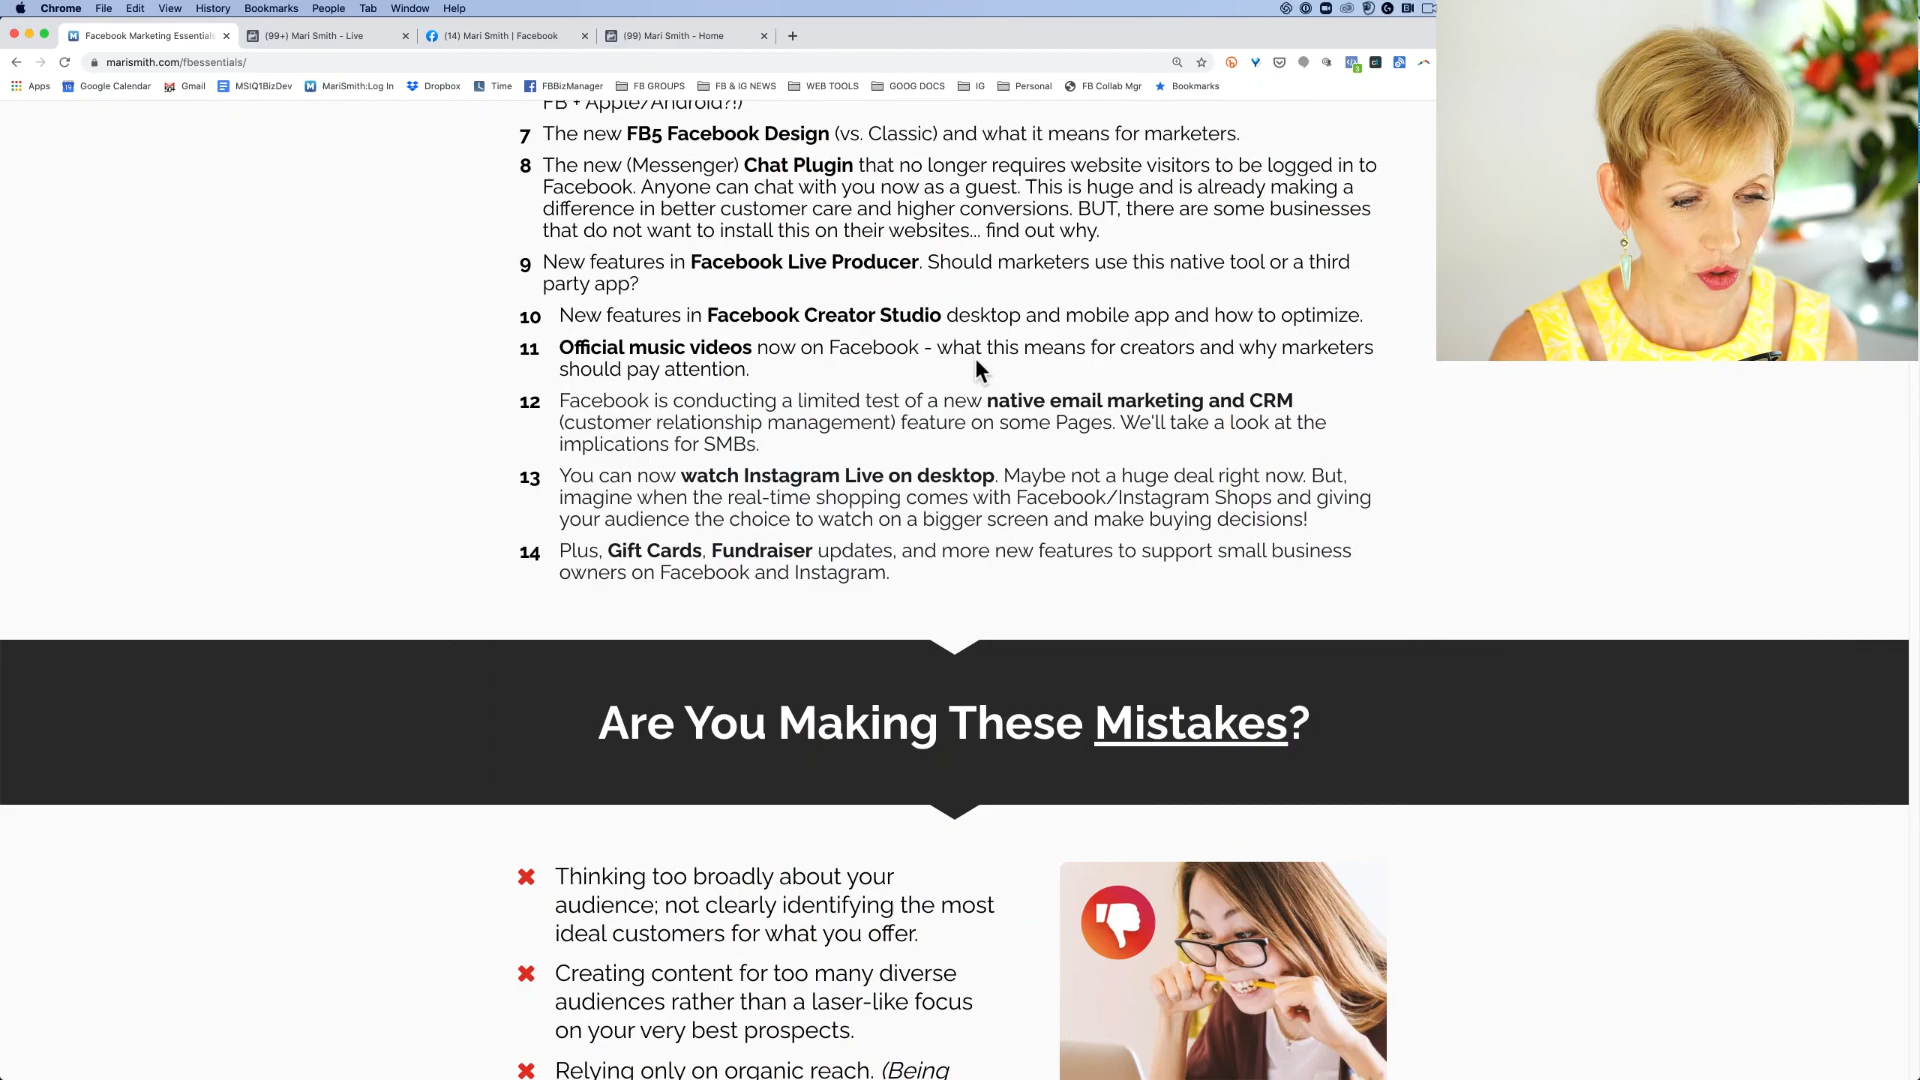 Chrome File Edit View History Bookmarks People Tab Window Help
Facebook Marketing Essentials
(99+) Mari Smith - Live
(14) Mari Smith | Facebook
(99) Mari Smith - Home
marismith.com/fbessentials/
Apps Google Calendar Gmail MSIQ1BizDev MariSmith:Log In Dropbox Time FBBizManager FB GROUPS FB & IG NEWS WEB TOOLS GOOG DOCS IG Personal FB Collab Mgr Bookmarks
FB + Apple/Android?!)
7 The new FB5 Facebook Design (vs. Classic) and what it means for marketers.
8 The new (Messenger) Chat Plugin that no longer requires website visitors to be logged in to
Facebook. Anyone can chat with you now as a guest. This is huge and is already making a
difference in better customer care and higher conversions. BUT, there are some businesses
that do not want to install this on their websites... find out why.
9 New features in Facebook Live Producer. Should marketers use this native tool or a third
party app?
10 New features in Facebook Creator Studio desktop and mobile app and how to optimize.
11 Official music videos now on Facebook - what this means for creators and why marketers
should pay attention.
12 Facebook is conducting a limited test of a new native email marketing and CRM
(customer relationship management) feature on some Pages. We'll take a look at the
implications for SMBs.
13 You can now watch Instagram Live on desktop. Maybe not a huge deal right now. But,
imagine when the real-time shopping comes with Facebook/Instagram Shops and giving
your audience the choice to watch on a bigger screen and make buying decisions!
14 Plus, Gift Cards, Fundraiser updates, and more new features to support small business
owners on Facebook and Instagram.
Are You Making These Mistakes?
Thinking too broadly about your
audience; not clearly identifying the most
ideal customers for what you offer.
Creating content for too many diverse
audiences rather than a laser-like focus
on your very best prospects.
Relying only on organic reach. (Being